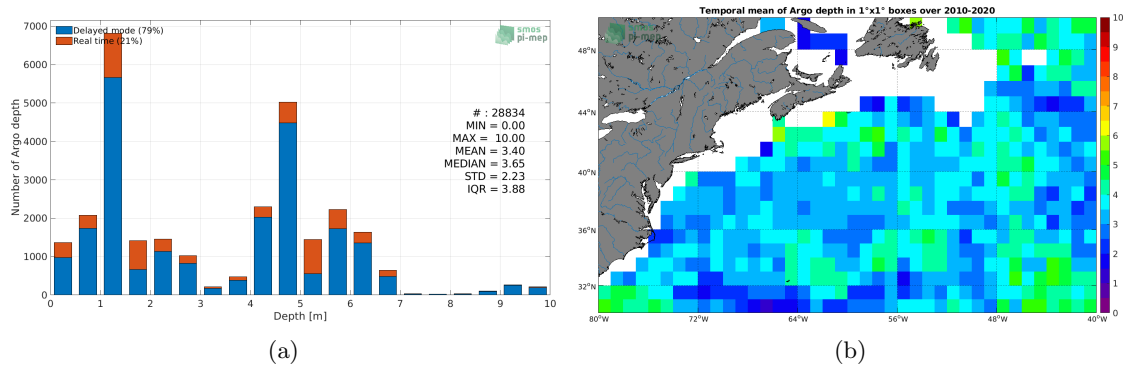 Delayed mode (79%)
Real time (21%)
smos
pi-mep
# : 28834
MIN = 0.00
MAX = 10.00
MEAN = 3.40
MEDIAN = 3.65
STD = 2.23
IQR = 3.88
Number of Argo depth
7000
6000
5000
4000
3000
2000
1000
0
0 1 2 3 4 5 6 7 8 9 10
Depth [m]
(a)
Temporal mean of Argo depth in 1°x1° boxes over 2010-2020
smos
pi-mep
48°N
44°N
40°N
36°N
32°N
80°W 72°W 64°W 56°W 48°W 40°W
10
9
8
7
6
5
4
3
2
1
0
(b)